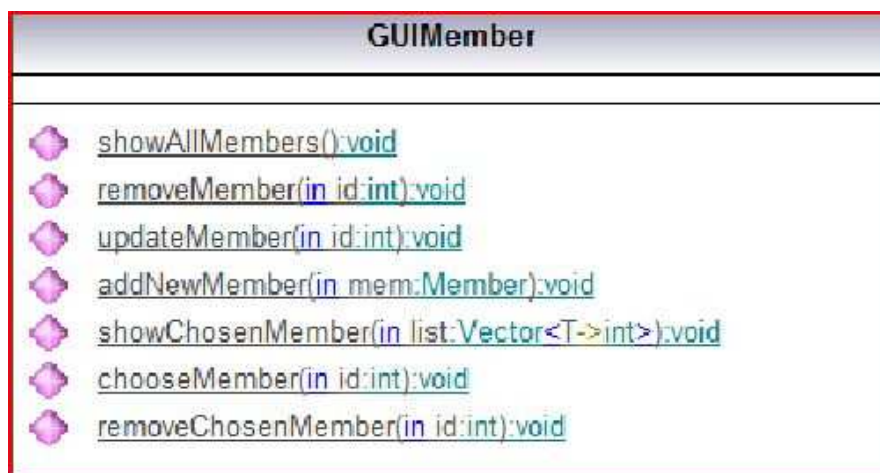 GUIMember
showAllMembers():void
removeMember(in id:int):void
updateMember(in id:int):void
addNewMember(in mem:Member):void
showChosenMember(in list:Vector<T->int>):void
chooseMember(in id:int):void
removeChosenMember(in id:int):void